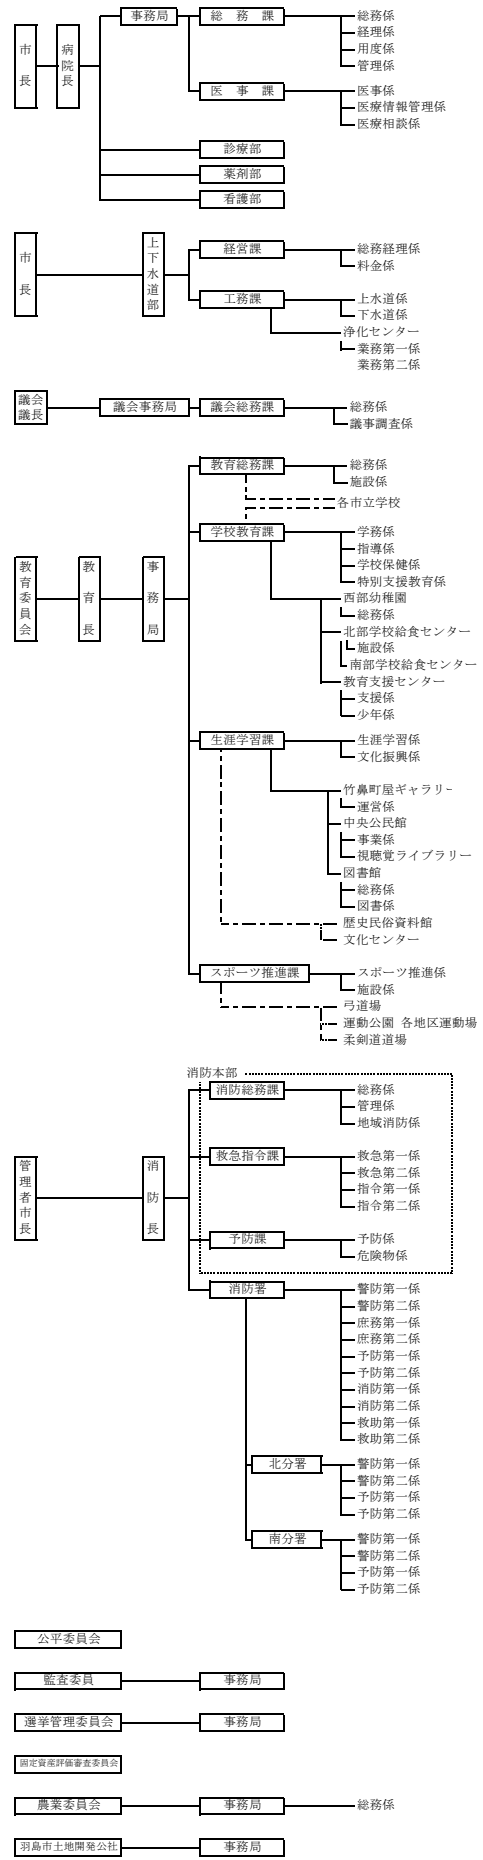 市長
病院長
事務局
総務課
総務係
経理係
用度係
管理係
医事課
医事係
医療情報管理係
医療相談係
診療部
薬剤部
看護部
市長
上下水道部
経営課
総務経理係
料金係
工務課
上水道係
下水道係
浄化センター
業務第一係
業務第二係
議会
議長
議会事務局
議会総務課
総務係
議事調査係
教育委員会
教育長
事務局
教育総務課
総務係
施設係
各市立学校
学校教育課
学務係
指導係
学校保健係
特別支援教育係
西部幼稚園
総務係
北部学校給食センター
施設係
南部学校給食センター
教育支援センター
支援係
少年係
生涯学習課
生涯学習係
文化振興係
竹鼻町屋ギャラリー
運営係
中央公民館
事業係
視聴覚ライブラリー
図書館
総務係
図書係
歴史民俗資料館
文化センター
スポーツ推進課
スポーツ推進係
施設係
弓道場
運動公園 各地区運動場
柔剣道道場
管理者市長
消防長
消防本部
消防総務課
総務係
管理係
地域消防係
救急指令課
救急第一係
救急第二係
指令第一係
指令第二係
予防課
予防係
危険物係
消防署
警防第一係
警防第二係
庶務第一係
庶務第二係
予防第一係
予防第二係
消防第一係
消防第二係
救助第一係
救助第二係
北分署
警防第一係
警防第二係
予防第一係
予防第二係
南分署
警防第一係
警防第二係
予防第一係
予防第二係
公平委員会
監査委員
事務局
選挙管理委員会
事務局
固定資産評価審査委員会
農業委員会
事務局
総務係
羽島市土地開発公社
事務局